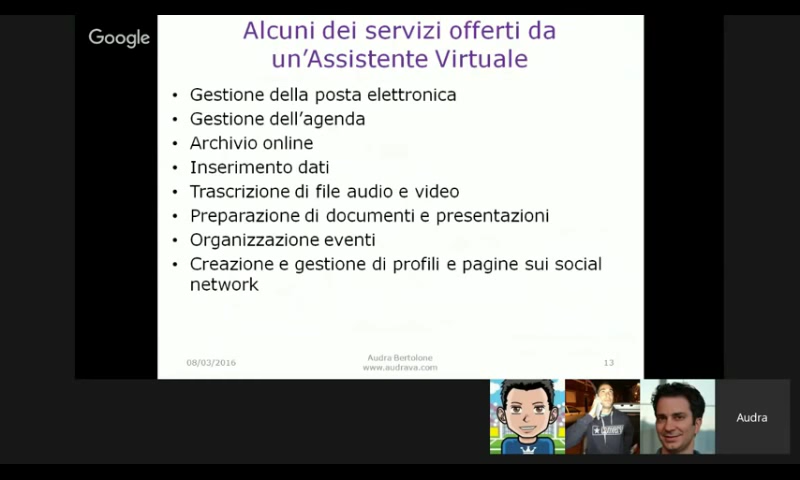 Google
Alcuni dei servizi offerti da
un'Assistente Virtuale
• Gestione della posta elettronica
• Gestione dell'agenda
• Archivio online
• Inserimento dati
• Trascrizione di file audio e video
• Preparazione di documenti e presentazioni
• Organizzazione eventi
• Creazione e gestione di profili e pagine sui social
network
08/03/2016
Audra Bertolone
www.audrava.com
13
Audra